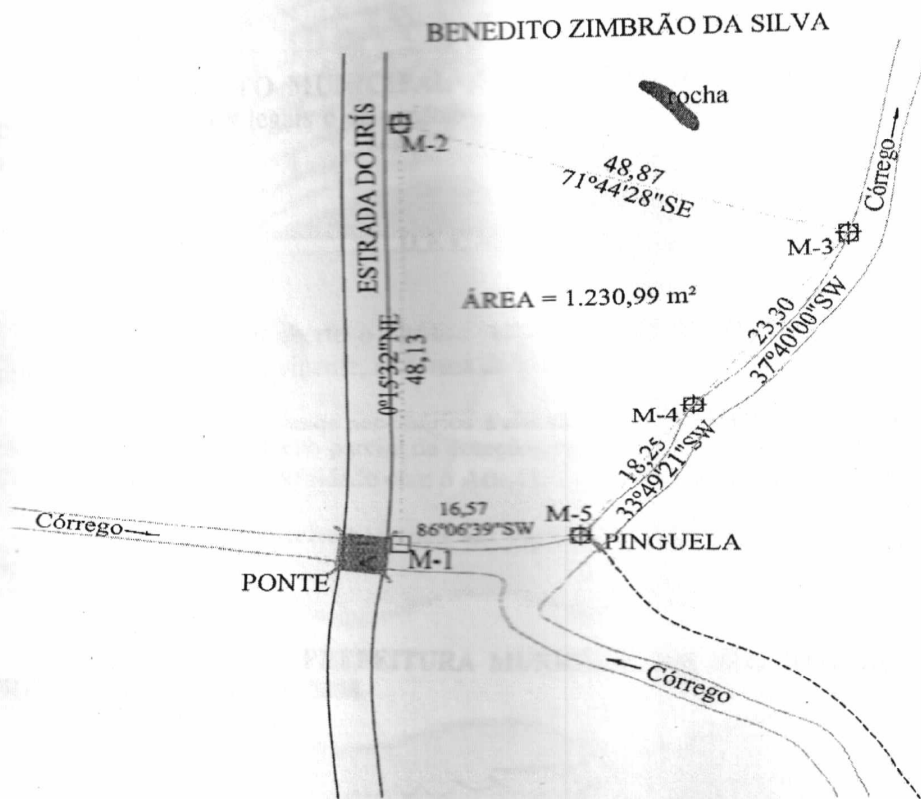 BENEDITO ZIMBRÃO DA SILVA
rocha
ESTRADA DO IRÍS
M-2
48,87
71°44'28"SE
Córrego
M-3
ÁREA = 1.230,99 m²
23,30
37°40'00"SW
0°15'32"NE
48,13
M-4
18,25
33°49'21"SW
16,57
86°06'39"SW
M-5
Córrego
M-1
PINGUELA
PONTE
PREFEITURA
Córrego